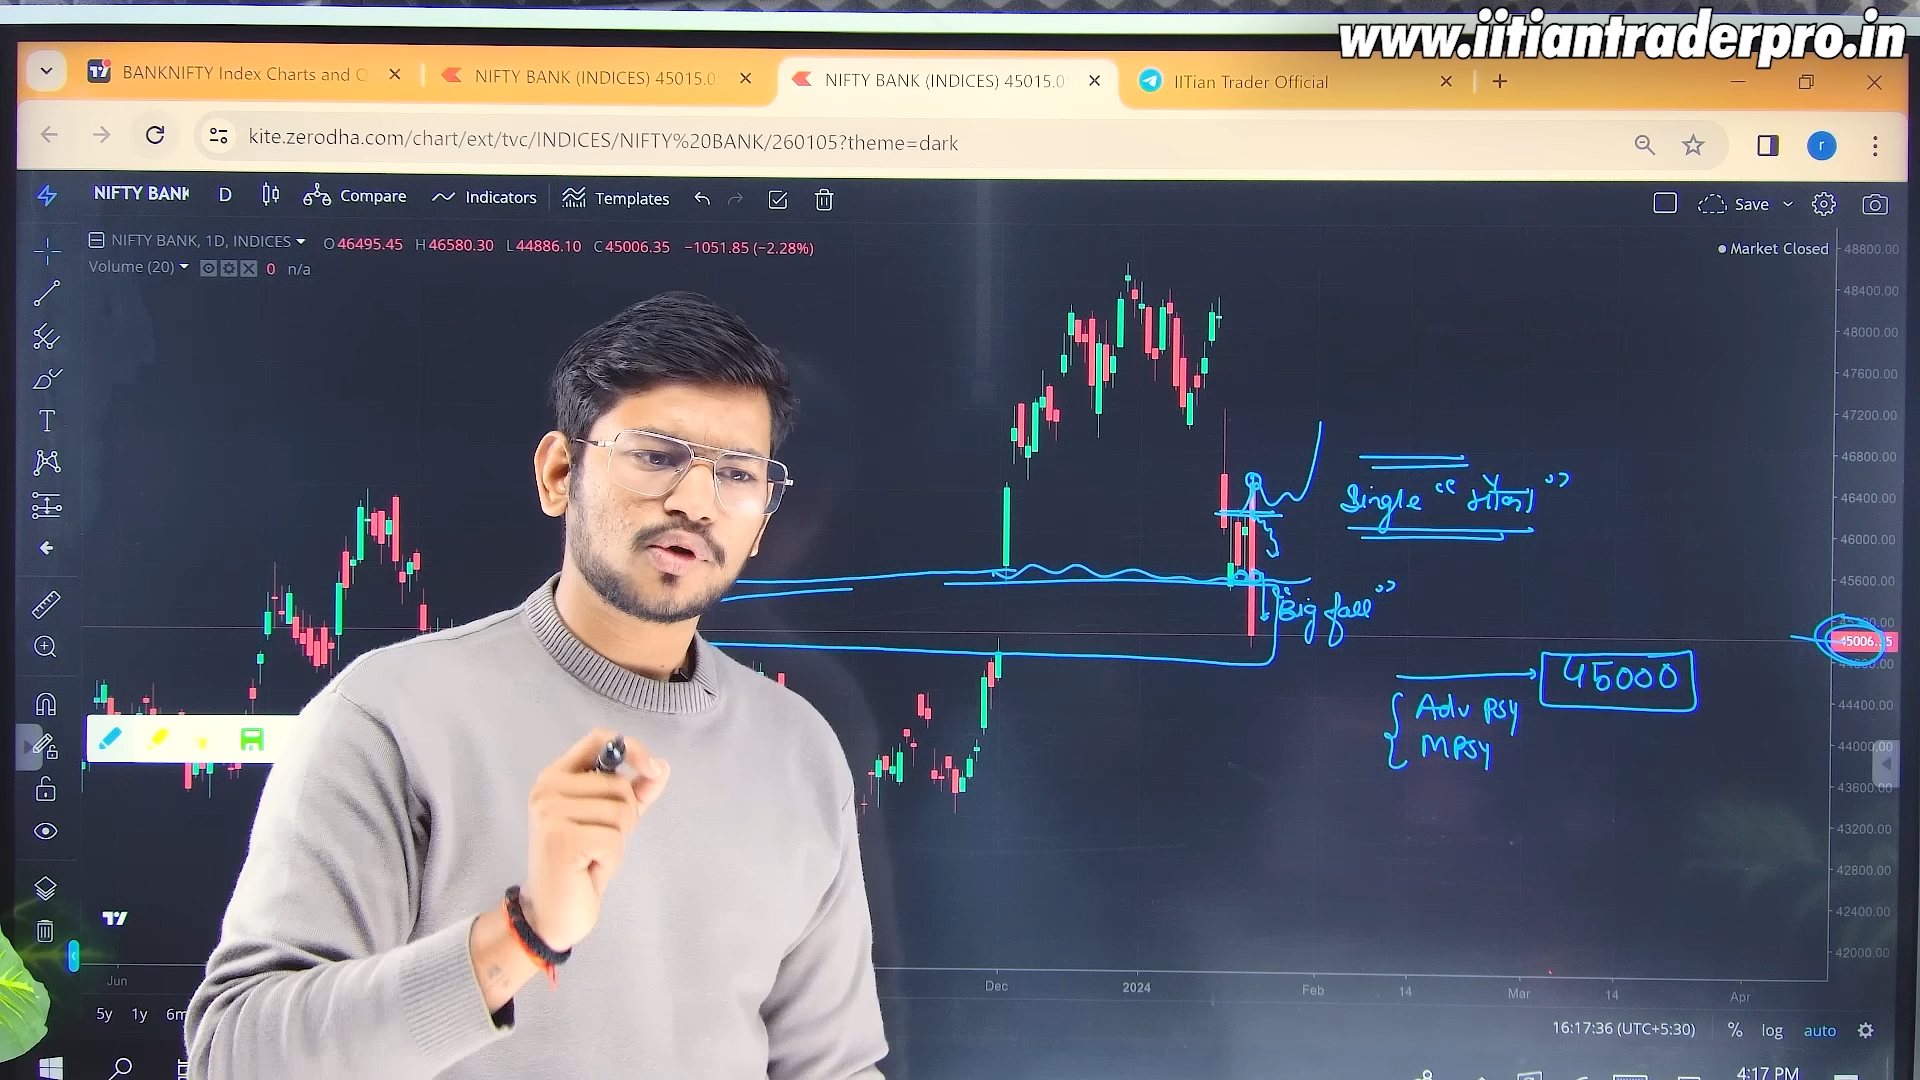 www.iitiantraderpro.in
BANKNIFTY Index Charts and
NIFTY BANK (INDICES) 45015.0
NIFTY BANK (INDICES) 45015.0
IITian Trader Official
kite.zerodha.com/chart/ext/tvc/INDICES/NIFTY%20BANK/260105?theme=dark
r
NIFTY BANK D Compare Indicators Templates Save
NIFTY BANK, 1D, INDICES O46495.45 H46580.30 L44886.10 C45006.35 −1051.85 (−2.28%)
Market Closed
Volume (20) 0 n/a
48800.00
48400.00
48000.00
47600.00
47200.00
46800.00
46400.00
Single
46000.00
45600.00
"Big fall"
45006.35
45000
Adv Psy
44400.00
MPsy
44000.00
43600.00
43200.00
42800.00
42400.00
42000.00
Jun Dec 2024 Feb 14 Mar 14 Apr
5y 1y 6m
16:17:36 (UTC+5:30) % log auto
4:17 PM